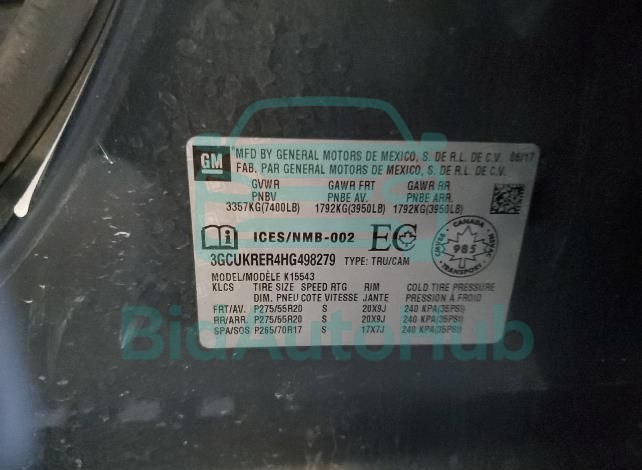 GM
MFD BY GENERAL MOTORS DE MEXICO, S. DE R.L. DE C.V. 06/17
FAB. PAR GENERAL MOTORS DE MEXICO, S. DE R.L. DE C.V.
GVWR GAWR FRT GAWR RR
PNBV PNBE AV. PNBE ARR.
3357KG(7400LB) 1792KG(3950LB) 1792KG(3950LB)
ICES/NMB-002 EC
CANADA
985
TRANSPORT
3GCUKRER4HG498279 TYPE: TRU/CAM
MODEL/MODÈLE K15543
KLCS TIRE SIZE SPEED RTG RIM COLD TIRE PRESSURE
DIM. PNEU COTE VITESSE JANTE PRESSION À FROID
FRT/AV. P275/55R20 S 20X9J 240 KPA(35PSI)
RR/ARR. P275/55R20 S 20X9J 240 KPA(35PSI)
SPA/SOS P265/70R17 S 17X7J 240 KPA(35PSI)
BidAutoHub